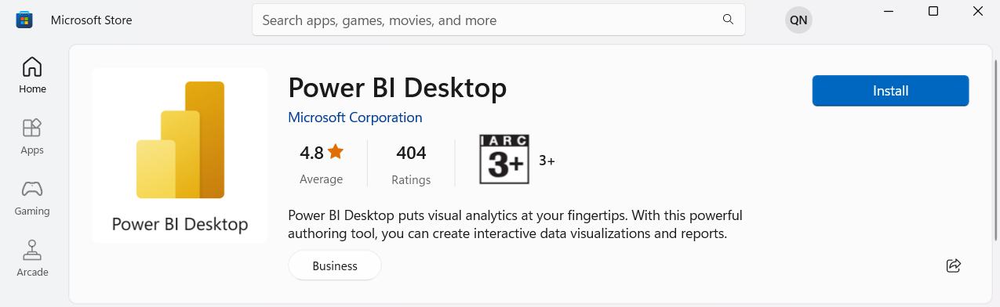 Microsoft Store
Search apps, games, movies, and more
QN
Home
Apps
Gaming
Arcade
Power BI Desktop
Power BI Desktop
Microsoft Corporation
Install
4.8
Average
404
Ratings
IARC
3+
3+
Power BI Desktop puts visual analytics at your fingertips. With this powerful
authoring tool, you can create interactive data visualizations and reports.
Business